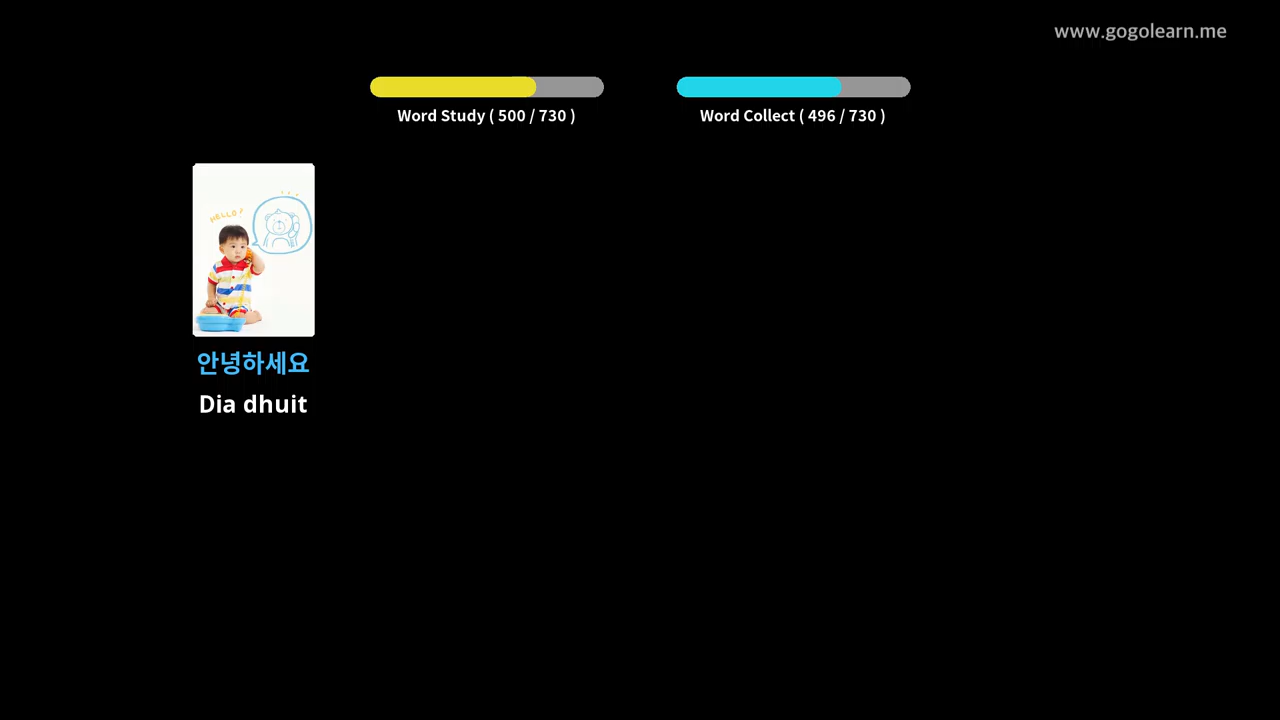 www.gogolearn.me
Word Study ( 500 / 730 )
Word Collect ( 496 / 730 )
HELLO?
안녕하세요
Dia dhuit